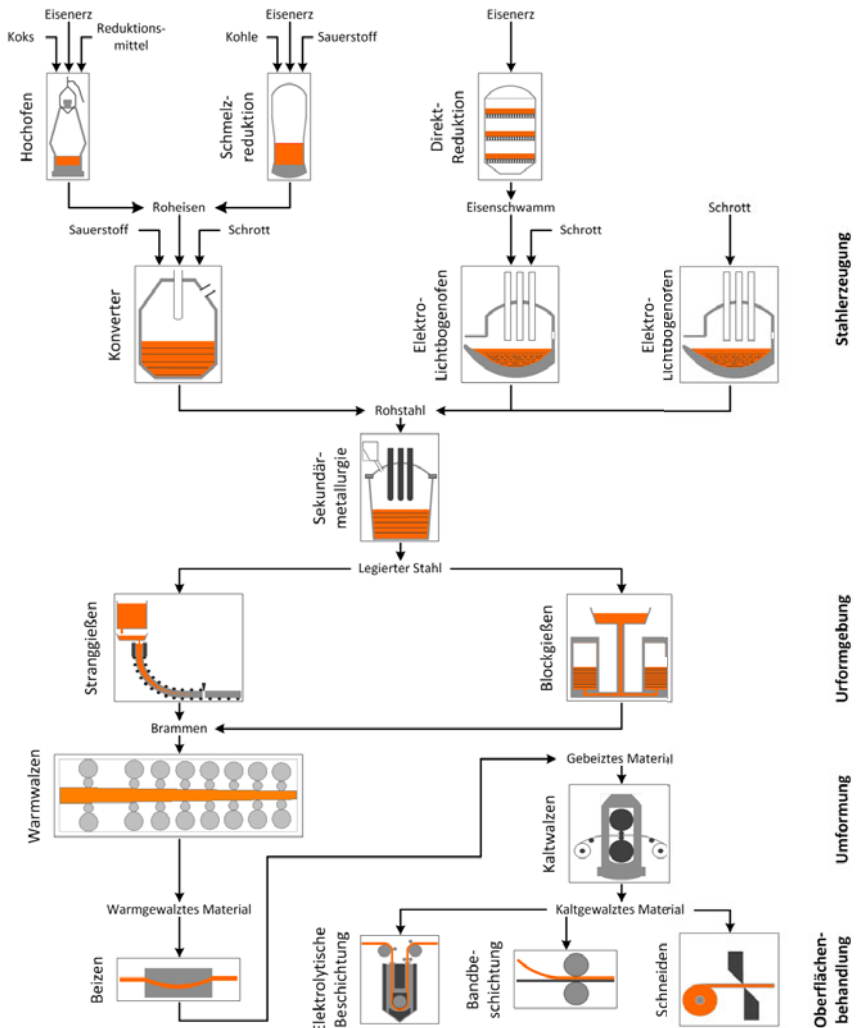 Eisenerz
Koks
Reduktions-
mittel
Hochofen
Eisenerz
Kohle
Sauerstoff
Schmelz-
reduktion
Eisenerz
Direkt-
Reduktion
Roheisen
Sauerstoff
Schrott
Konverter
Eisenschwamm
Schrott
Elektro-
Lichtbogenofen
Schrott
Elektro-
Lichtbogenofen
Stahlerzeugung
Rohstahl
Sekundär-
metallurgie
Legierter Stahl
Stranggießen
Blockgießen
Urformgebung
Brammen
Warmwalzen
Gebeiztes Material
Kaltwalzen
Umformung
Warmgewalztes Material
Kaltgewalztes Material
Beizen
Elektrolytische
Beschichtung
Bandbe-
schichtung
Schneiden
Oberflächen-
behandlung